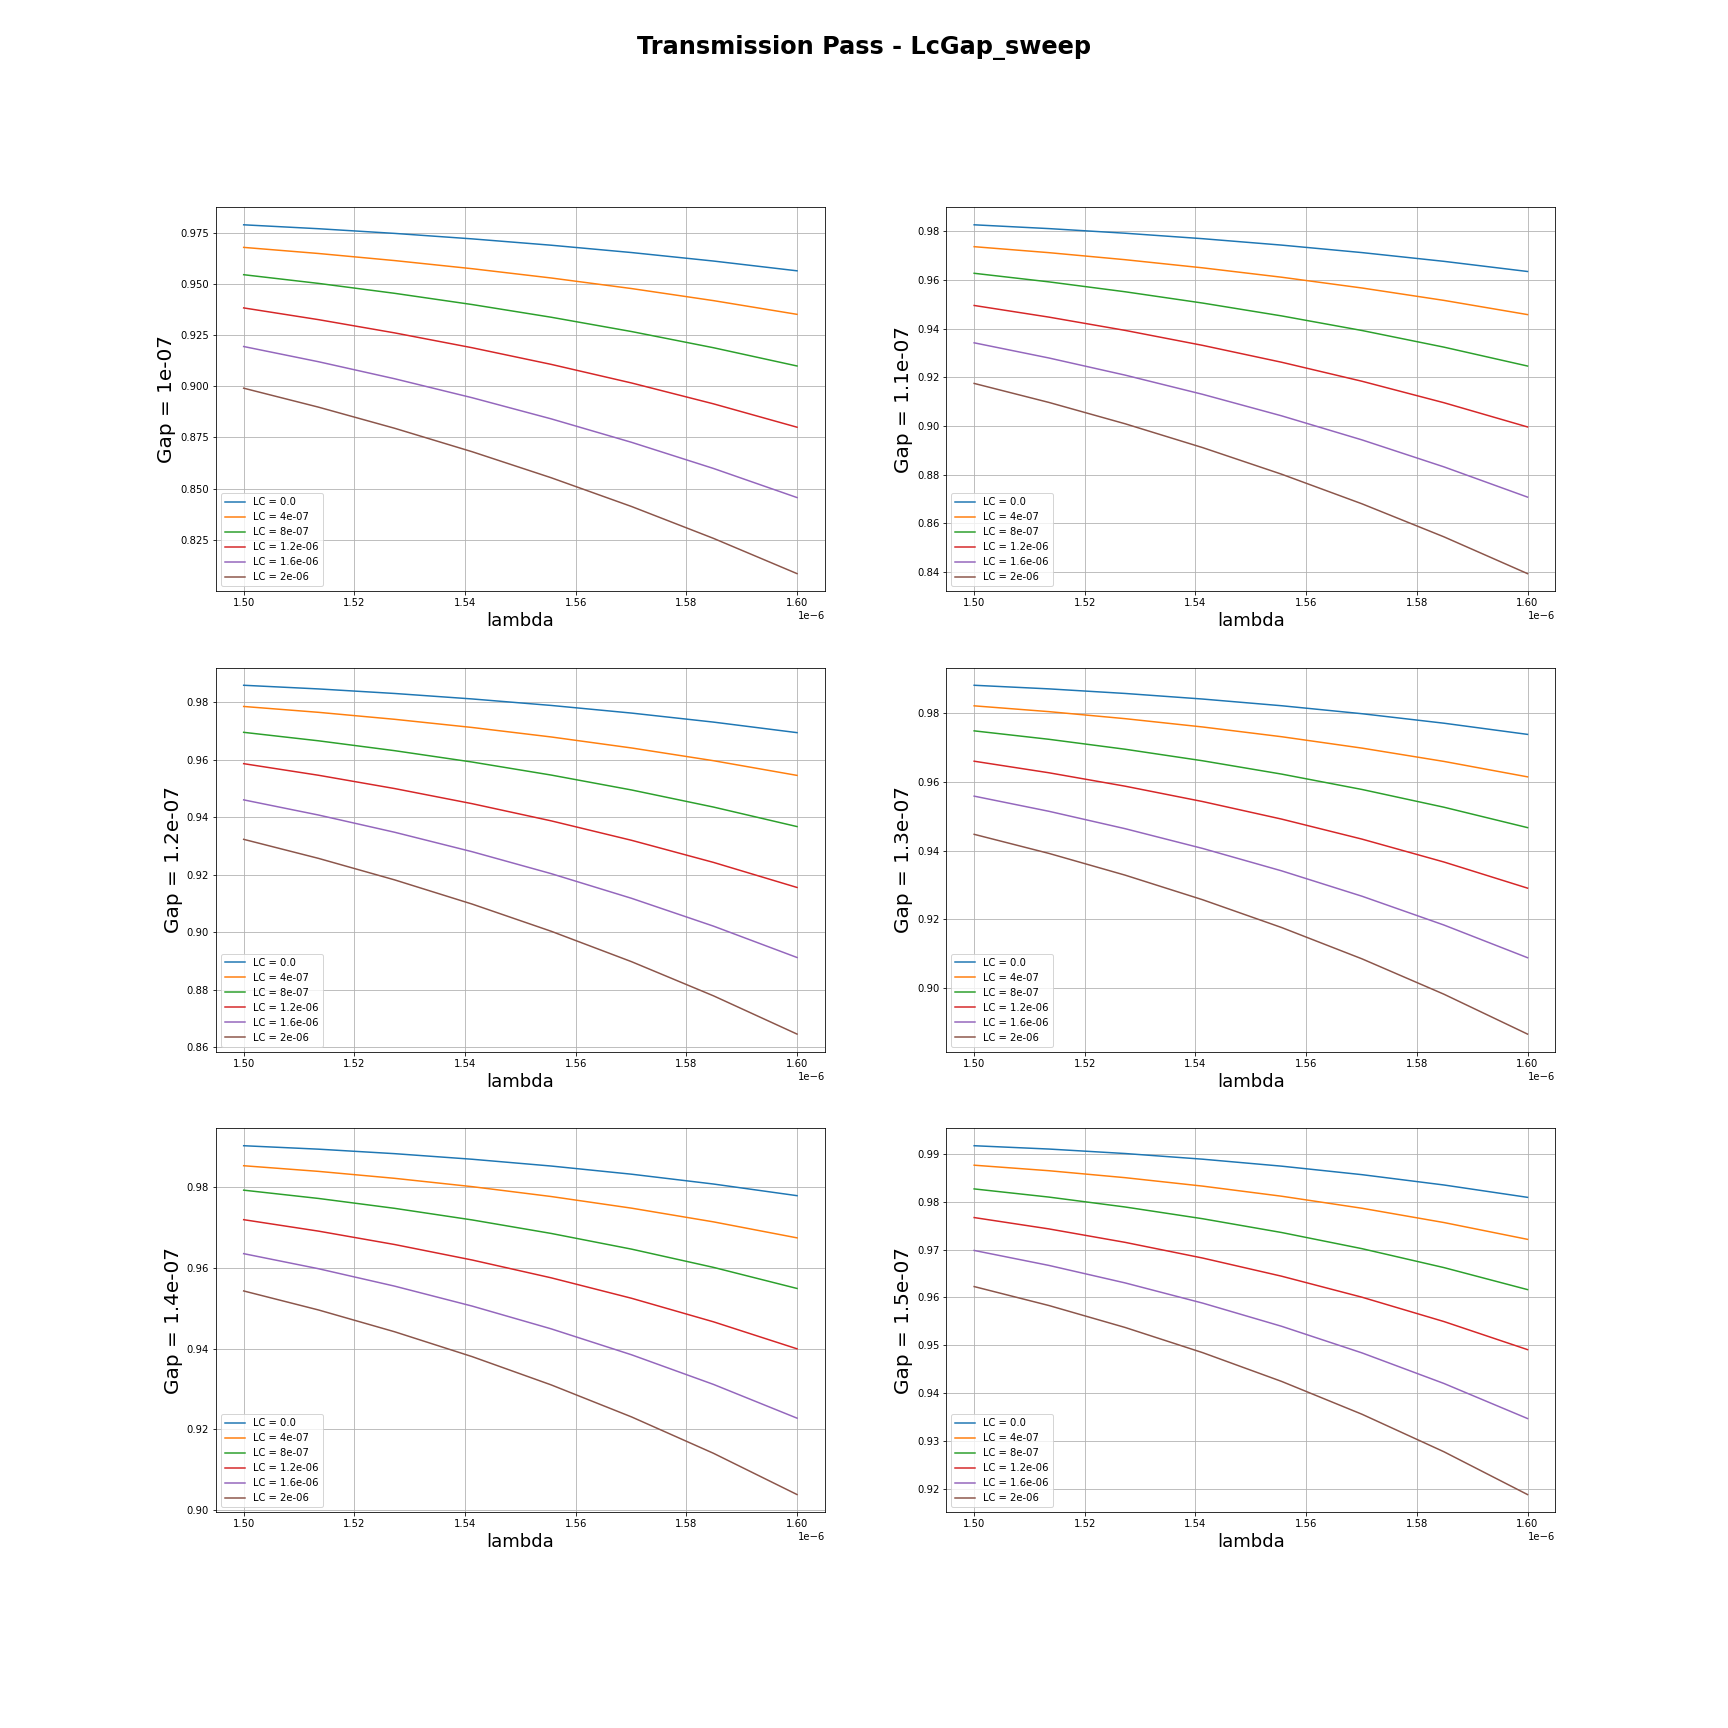 Transmission Pass - LcGap_sweep
Gap = 1e-07
0.975
0.950
0.925
0.900
0.875
0.850
0.825
LC = 0.0
LC = 4e-07
LC = 8e-07
LC = 1.2e-06
LC = 1.6e-06
LC = 2e-06
1.50 1.52 1.54 1.56 1.58 1.60
1e−6
lambda
Gap = 1.1e-07
0.98
0.96
0.94
0.92
0.90
0.88
0.86
0.84
LC = 0.0
LC = 4e-07
LC = 8e-07
LC = 1.2e-06
LC = 1.6e-06
LC = 2e-06
1.50 1.52 1.54 1.56 1.58 1.60
1e−6
lambda
Gap = 1.2e-07
0.98
0.96
0.94
0.92
0.90
0.88
0.86
LC = 0.0
LC = 4e-07
LC = 8e-07
LC = 1.2e-06
LC = 1.6e-06
LC = 2e-06
1.50 1.52 1.54 1.56 1.58 1.60
1e−6
lambda
Gap = 1.3e-07
0.98
0.96
0.94
0.92
0.90
LC = 0.0
LC = 4e-07
LC = 8e-07
LC = 1.2e-06
LC = 1.6e-06
LC = 2e-06
1.50 1.52 1.54 1.56 1.58 1.60
1e−6
lambda
Gap = 1.4e-07
0.98
0.96
0.94
0.92
0.90
LC = 0.0
LC = 4e-07
LC = 8e-07
LC = 1.2e-06
LC = 1.6e-06
LC = 2e-06
1.50 1.52 1.54 1.56 1.58 1.60
1e−6
lambda
Gap = 1.5e-07
0.99
0.98
0.97
0.96
0.95
0.94
0.93
0.92
LC = 0.0
LC = 4e-07
LC = 8e-07
LC = 1.2e-06
LC = 1.6e-06
LC = 2e-06
1.50 1.52 1.54 1.56 1.58 1.60
1e−6
lambda